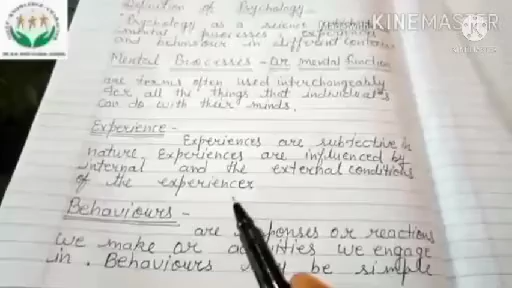 Definition of Psychology-
"Psychology as a science
mental processes experiences
and behaviour in different contexts
Mental Processes - or mental function
are terms often used interchangeably
for all the things that individual's
can do with their minds.
Experience -
Experiences are subjective in
nature. Experiences are influenced by
internal and the external conditions
of the experiencer
Behaviours -
are responses or reactions
we make or activities we engage
in. Behaviours may be simple
KINEMASTER